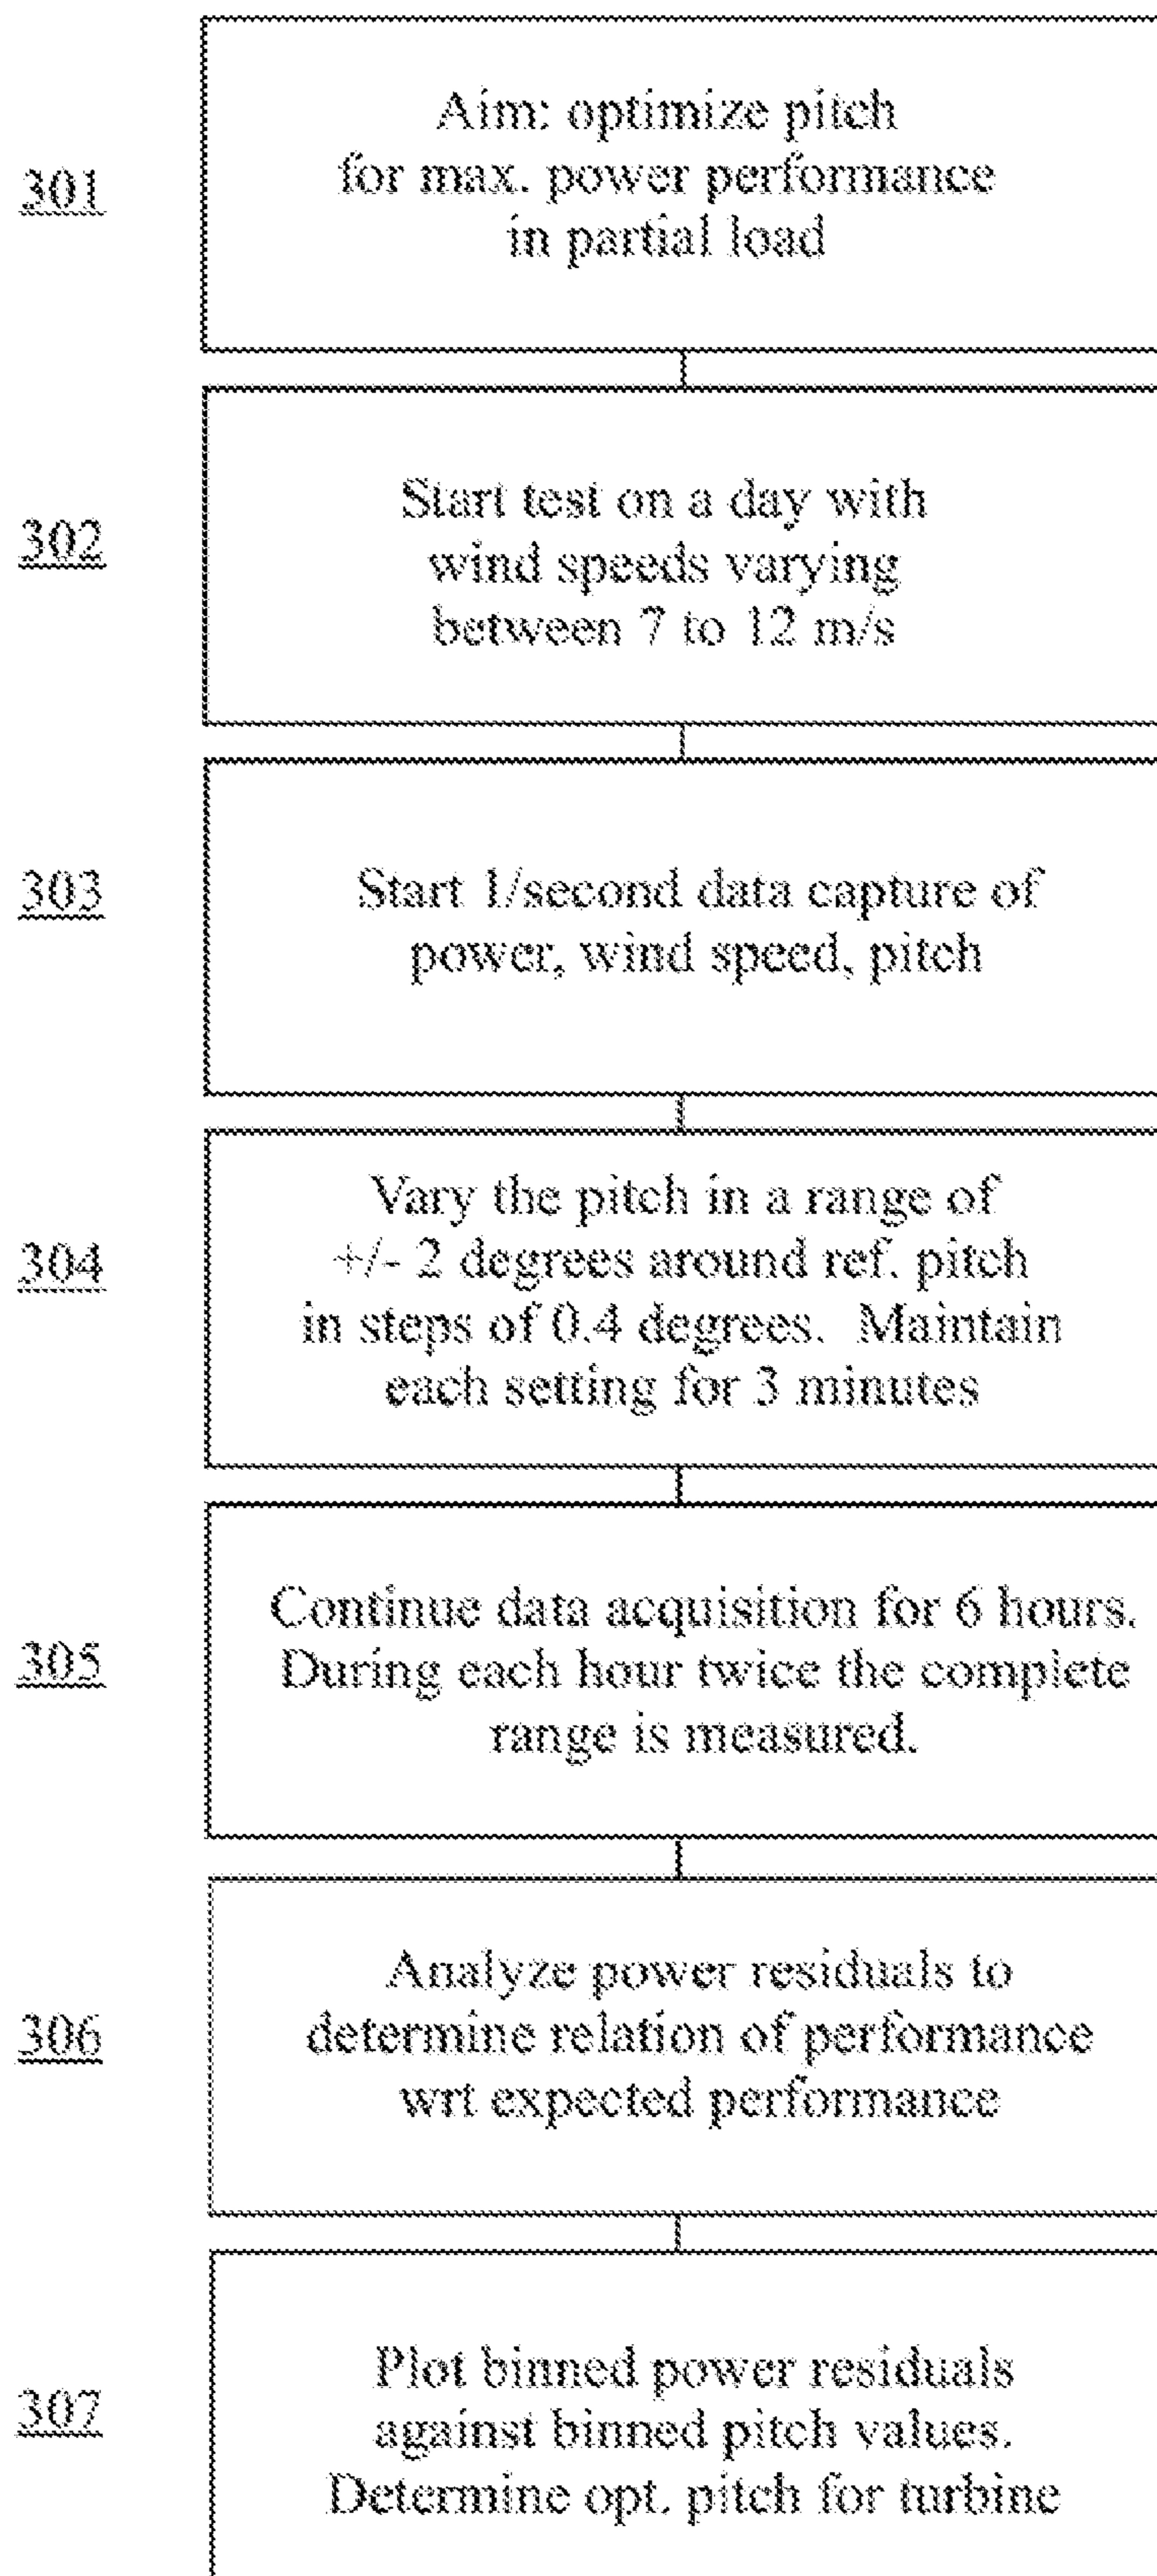 301
Aim: optimize pitch
for max. power performance
in partial load
302
Start test on a day with
wind speeds varying
between 7 to 12 m/s
303
Start 1/second data capture of
power, wind speed, pitch
304
Vary the pitch in a range of
+/- 2 degrees around ref. pitch
in steps of 0.4 degrees. Maintain
each setting for 3 minutes
305
Continue data acquisition for 6 hours.
During each hour twice the complete
range is measured.
306
Analyze power residuals to
determine relation of performance
wrt expected performance
307
Plot binned power residuals
against binned pitch values.
Determine opt. pitch for turbine